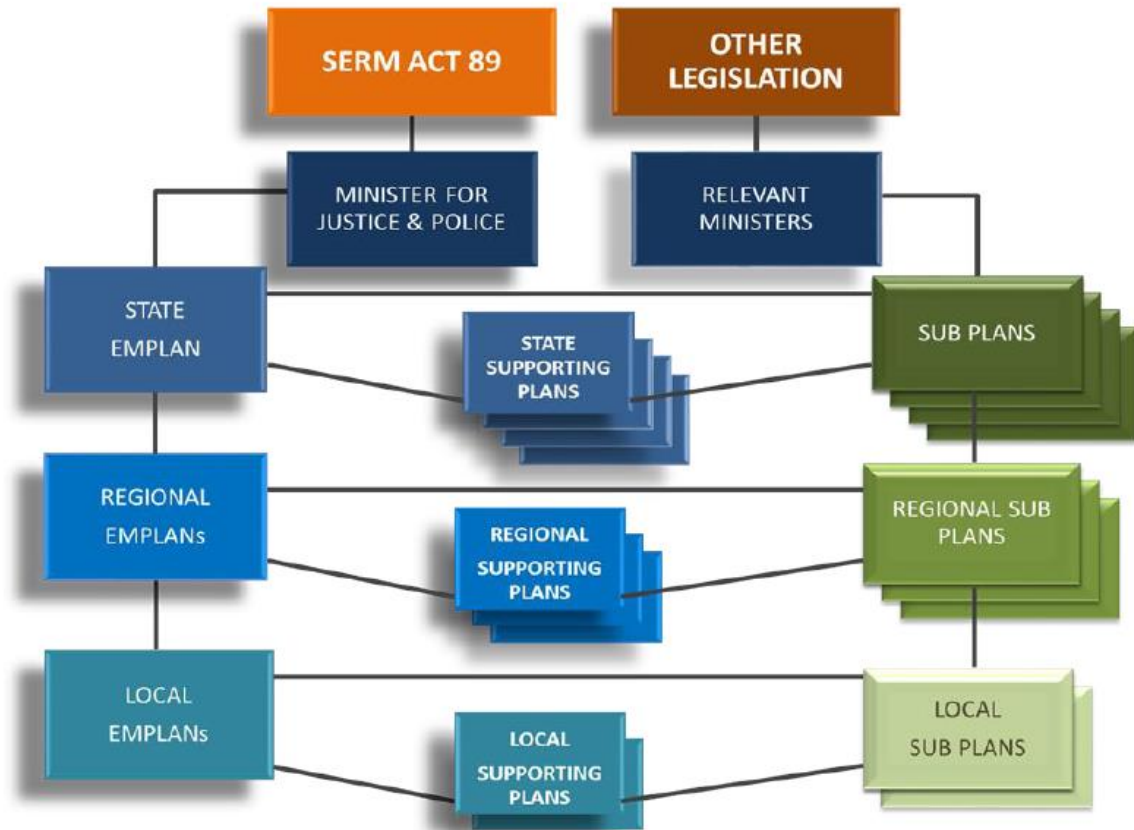 SERM ACT 89
OTHER
LEGISLATION
MINISTER FOR
JUSTICE & POLICE
RELEVANT
MINISTERS
STATE
EMPLAN
STATE
SUPPORTING
PLANS
SUB PLANS
REGIONAL
EMPLANs
REGIONAL
SUPPORTING
PLANS
REGIONAL SUB
PLANS
LOCAL
EMPLANs
LOCAL
SUPPORTING
PLANS
LOCAL
SUB PLANS